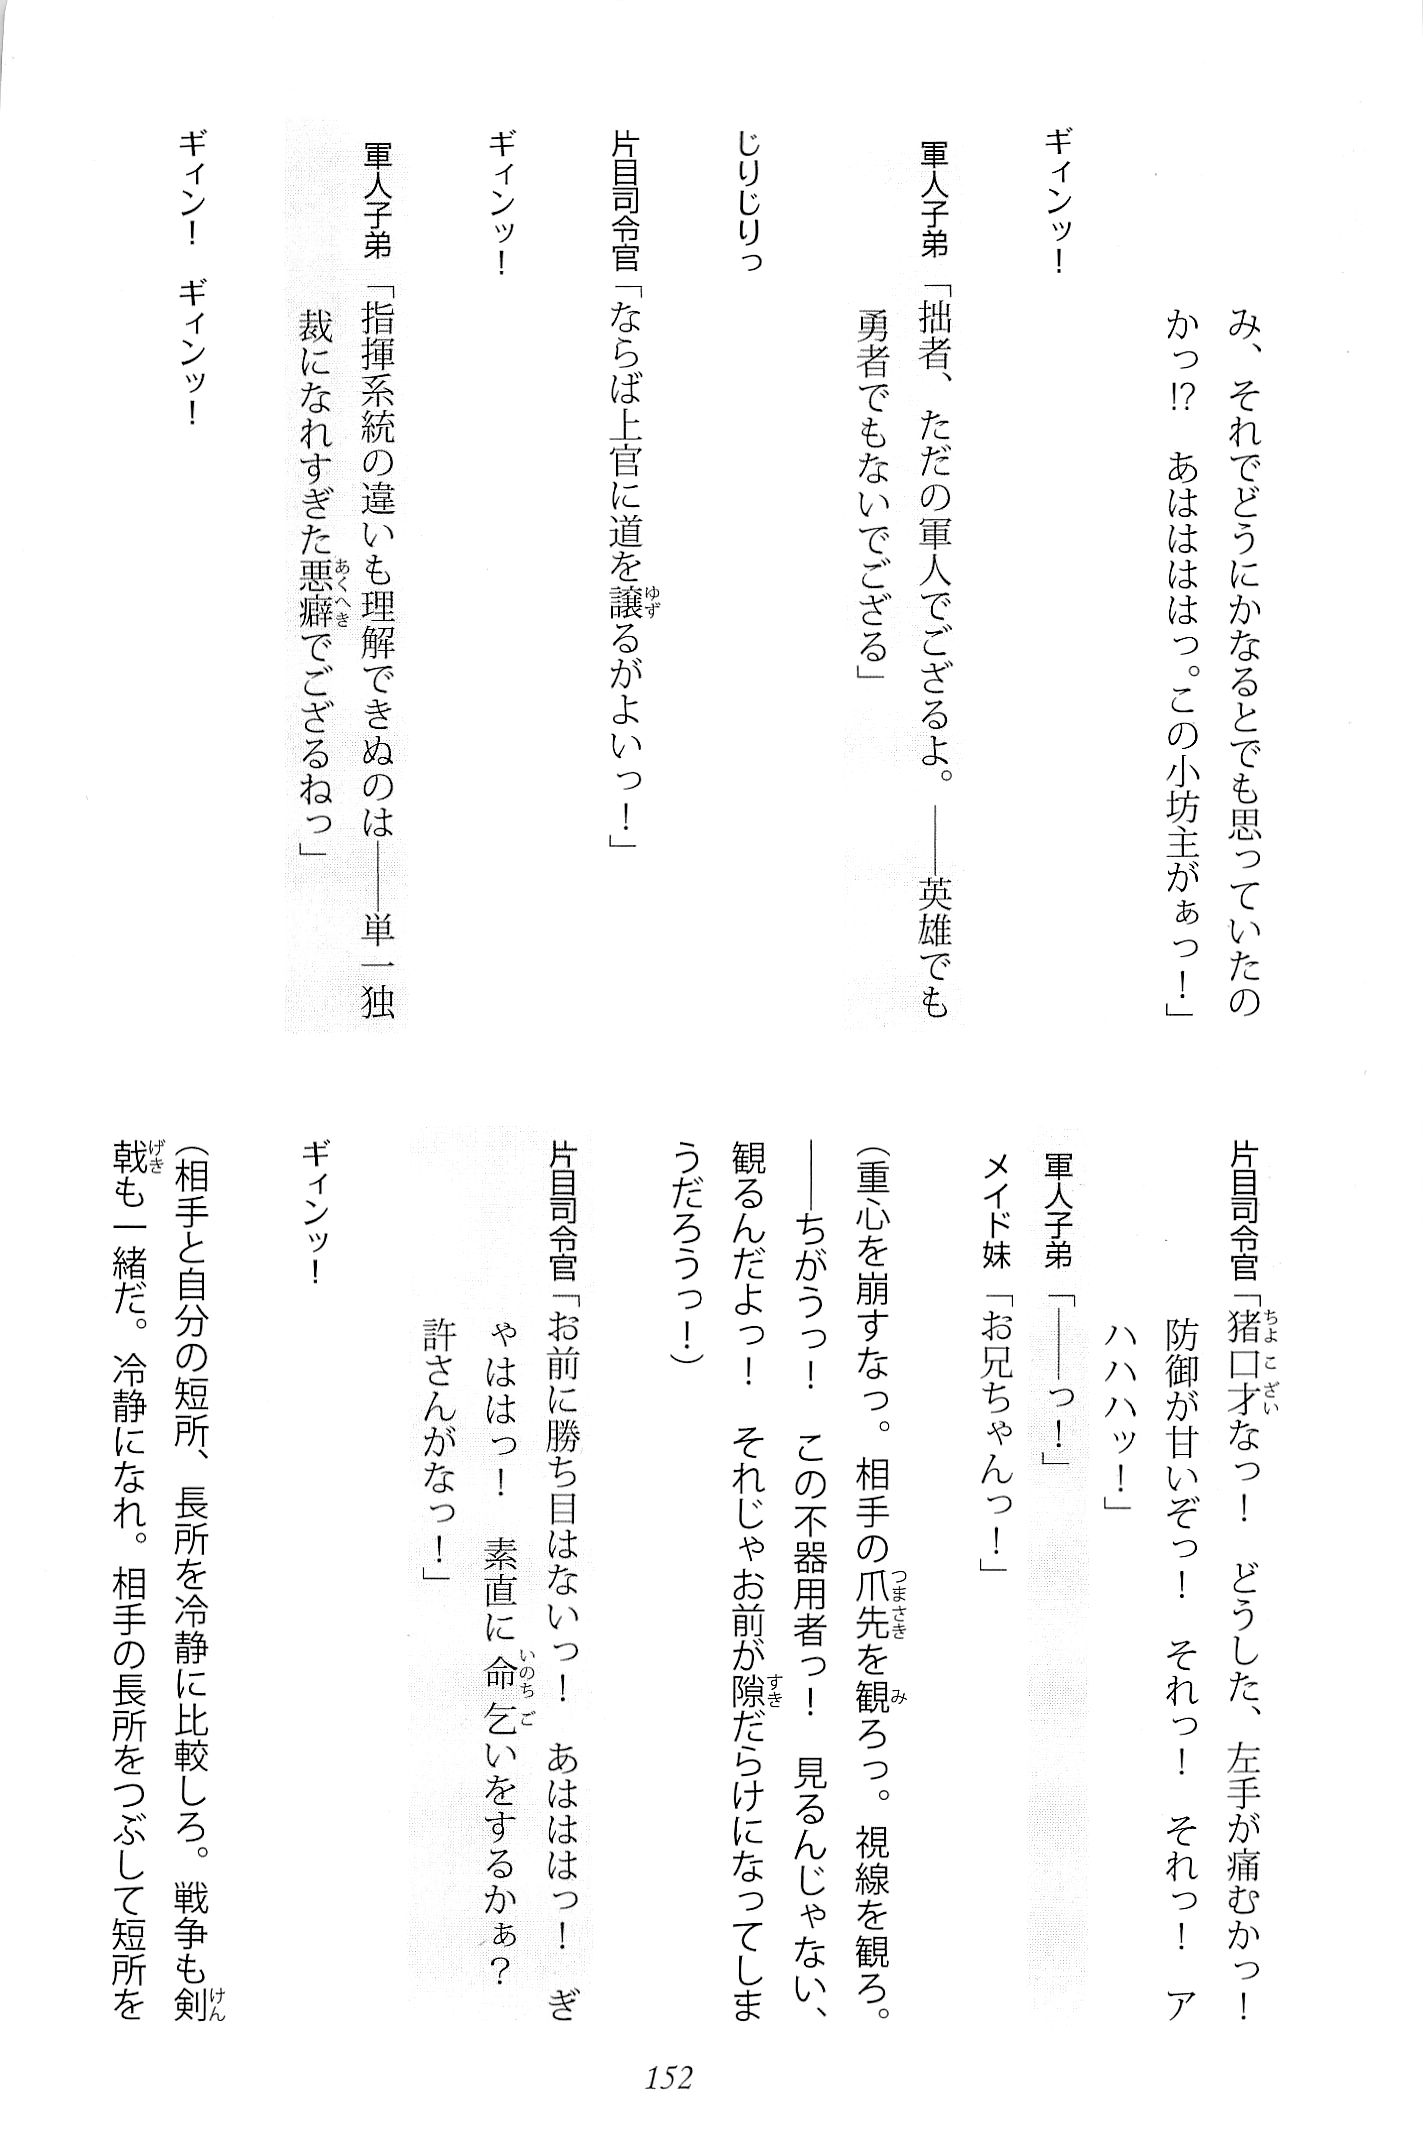 み、それでどうにかなるとでも思っていたの
かっ!? あはははっ。この小坊主がぁっ！」
ギィンッ！
軍人子弟「拙者、ただの軍人でござるよ。――英雄でも
勇者でもないでござる」
じりじりっ
片目司令官「ならば上官に道を譲るがよいっ！」
ギィンッ！
軍人子弟「指揮系統の違いも理解できぬのは――単一独
裁になれすぎた悪癖でござるねっ」
ギィン！ ギィンッ！
片目司令官「猪口才なっ！ どうした、左手が痛むかっ！
防御が甘いぞっ！ それっ！ それっ！ ア
ハハハッ！」
軍人子弟「――っ！」
メイド妹「お兄ちゃんっ！」
（重心を崩すなっ。相手の爪先を観ろっ。視線を観ろ。
――ちがうっ！ この不器用者っ！ 見るんじゃない、
観るんだよっ！ それじゃお前が隙だらけになってしま
うだろうっ！）
片目司令官「お前に勝ち目はないっ！ あはははっ！ ぎ
ゃははっ！ 素直に命乞いをするかぁ？
許さんがなっ！」
ギィンッ！
（相手と自分の短所、長所を冷静に比較しろ。戦争も剣
戟も一緒だ。冷静になれ。相手の長所をつぶして短所を
152